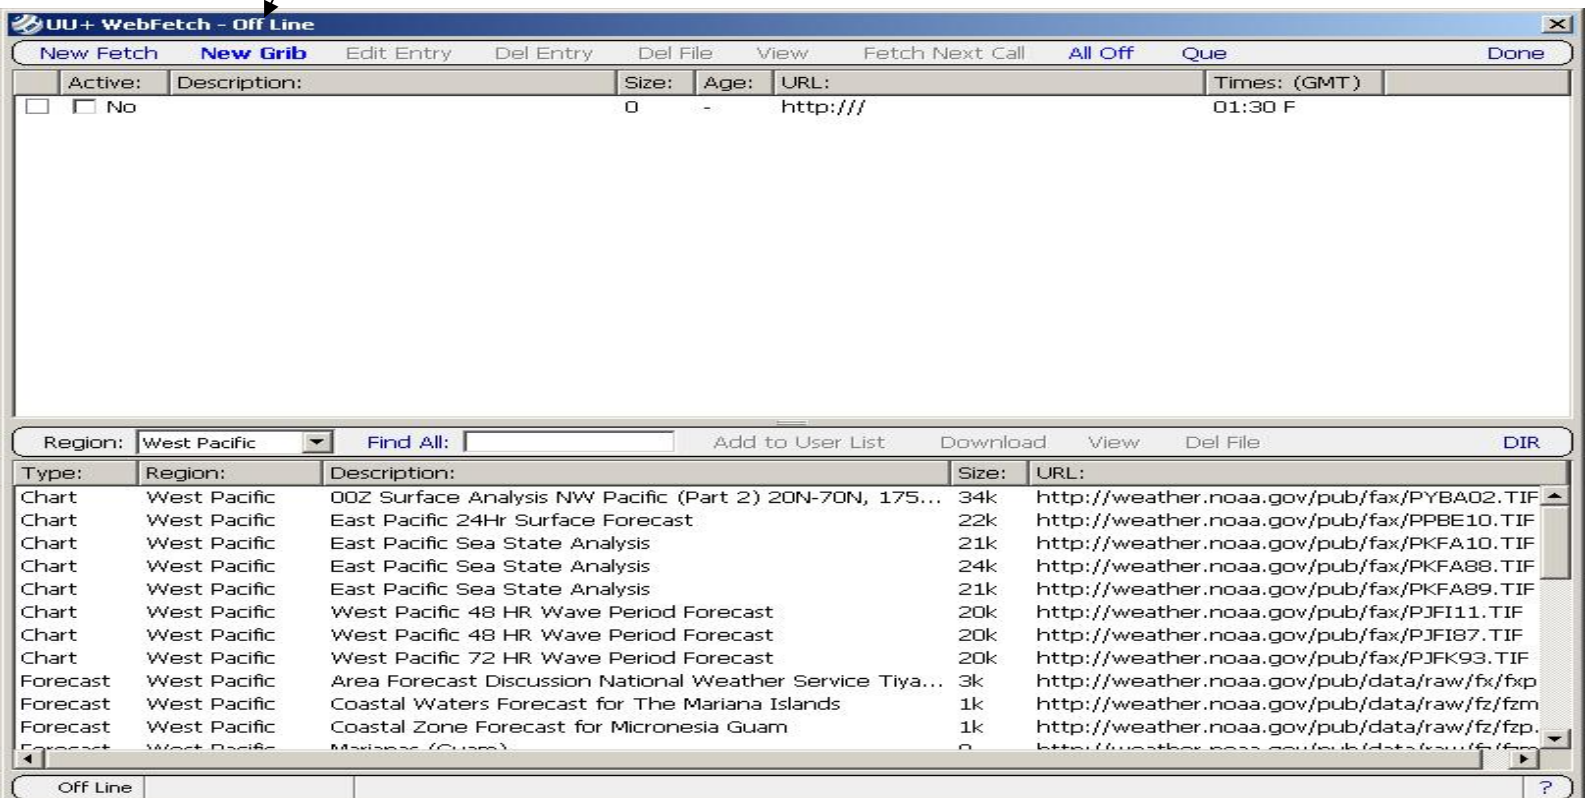 UU+ WebFetch - Off Line
New Fetch New Grib Edit Entry Del Entry Del File View Fetch Next Call All Off Que Done
Active: Description: Size: Age: URL: Times: (GMT)
No 0 - http:/// 01:30 F
Region: West Pacific Find All: Add to User List Download View Del File DIR
Type: Region: Description: Size: URL:
Chart West Pacific 00Z Surface Analysis NW Pacific (Part 2) 20N-70N, 175... 34k http://weather.noaa.gov/pub/fax/PYBA02.TIF
Chart West Pacific East Pacific 24Hr Surface Forecast 22k http://weather.noaa.gov/pub/fax/PPBE10.TIF
Chart West Pacific East Pacific Sea State Analysis 21k http://weather.noaa.gov/pub/fax/PKFA10.TIF
Chart West Pacific East Pacific Sea State Analysis 24k http://weather.noaa.gov/pub/fax/PKFA88.TIF
Chart West Pacific East Pacific Sea State Analysis 21k http://weather.noaa.gov/pub/fax/PKFA89.TIF
Chart West Pacific West Pacific 48 HR Wave Period Forecast 20k http://weather.noaa.gov/pub/fax/PJFI11.TIF
Chart West Pacific West Pacific 48 HR Wave Period Forecast 20k http://weather.noaa.gov/pub/fax/PJFI87.TIF
Chart West Pacific West Pacific 72 HR Wave Period Forecast 20k http://weather.noaa.gov/pub/fax/PJFK93.TIF
Forecast West Pacific Area Forecast Discussion National Weather Service Tiya... 3k http://weather.noaa.gov/pub/data/raw/fx/fxp
Forecast West Pacific Coastal Waters Forecast for The Mariana Islands 1k http://weather.noaa.gov/pub/data/raw/fz/fzm
Forecast West Pacific Coastal Zone Forecast for Micronesia Guam 1k http://weather.noaa.gov/pub/data/raw/fz/fzp.
Forecast West Pacific Marianas (Guam)
Off Line ?